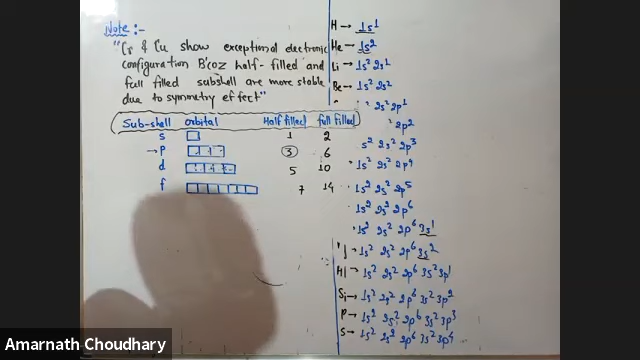 Note :-
"Cr & Cu show exceptional electronic
configuration B'coz half-filled and
full filled subshell are more stable
due to symmetry effect"
Sub-shell orbital Half filled full filled
s 1 2
→p 3 6
d 5 10
f 7 14
H → 1s¹
He → 1s²
Li → 1s² 2s¹
Be → 1s² 2s²
2s² 2p¹
2p²
s² 2s² 2p³
1s² 2s² 2p⁴
1s² 2s² 2p⁵
1s² 2s² 2p⁶
1s² 2s² 2p⁶ 3s¹
1s² 2s² 2p⁶ 3s²
Al → 1s² 2s² 2p⁶ 3s² 3p¹
Si → 1s² 2s² 2p⁶ 3s² 3p²
P → 1s² 2s² 2p⁶ 3s² 3p³
S → 1s² 2s² 2p⁶ 3s² 3p⁴
Amarnath Choudhary